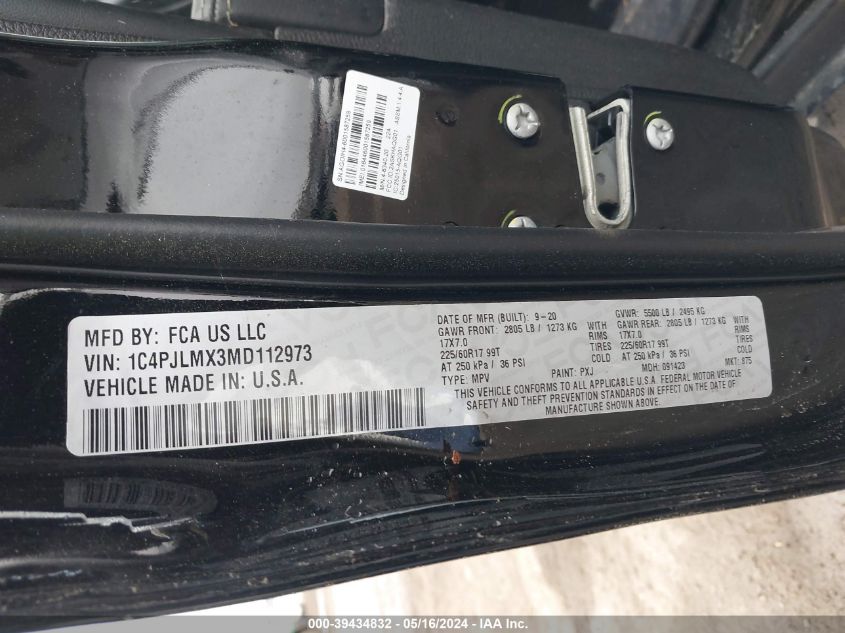 SN:AGDN4-6001587259
224
MFD BY: FCA US LLC
VIN: 1C4PJLMX3MD112973
VEHICLE MADE IN: U.S.A.
DATE OF MFR (BUILT): 9-20 GVWR: 5500 LB / 2495 KG
GAWR FRONT: 2805 LB / 1273 KG WITH GAWR REAR: 2805 LB / 1273 KG WITH
17X7.0 RIMS 17X7.0 RIMS
225/60R17 99T TIRES 225/60R17 99T TIRES
AT 250 kPa / 36 PSI COLD AT 250 kPa / 36 PSI COLD
TYPE: MPV PAINT: PXJ MDH: 091423 MKT: 875
THIS VEHICLE CONFORMS TO ALL APPLICABLE U.S.A. FEDERAL MOTOR VEHICLE
SAFETY AND THEFT PREVENTION STANDARDS IN EFFECT ON THE DATE OF
MANUFACTURE SHOWN ABOVE.
000-39434832 - 05/16/2024 - IAA Inc.